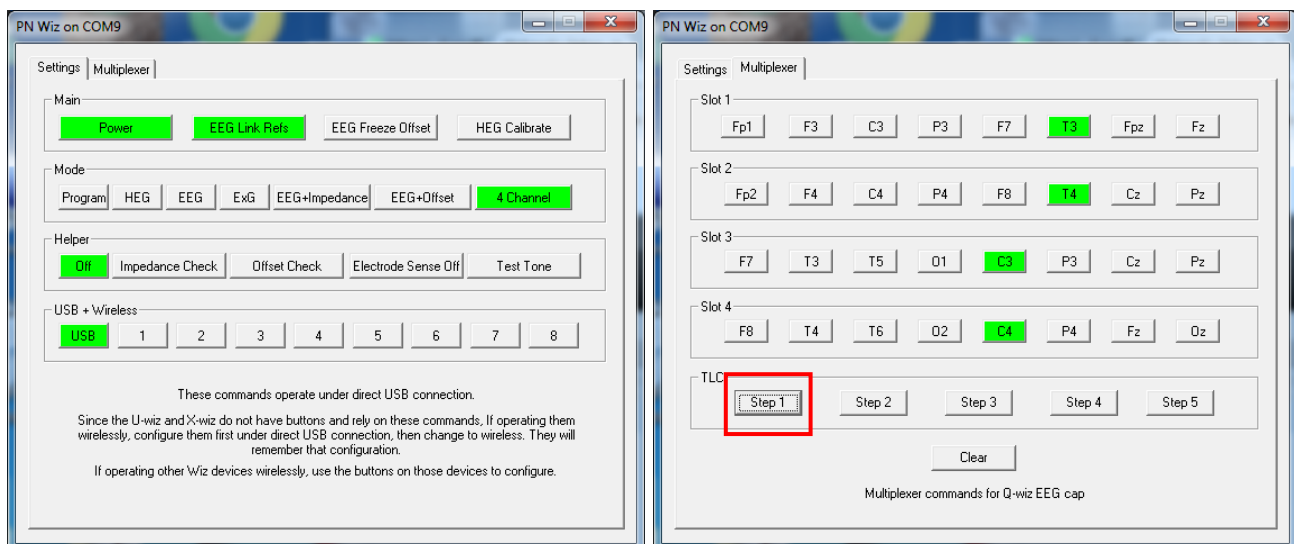 PN Wiz on COM9
Settings Multiplexer
Main
Power EEG Link Refs EEG Freeze Offset HEG Calibrate
Mode
Program HEG EEG ExG EEG+Impedance EEG+Offset 4 Channel
Helper
Off Impedance Check Offset Check Electrode Sense Off Test Tone
USB + Wireless
USB 1 2 3 4 5 6 7 8
These commands operate under direct USB connection.
Since the U-wiz and X-wiz do not have buttons and rely on these commands, If operating them
wirelessly, configure them first under direct USB connection, then change to wireless. They will
remember that configuration.
If operating other Wiz devices wirelessly, use the buttons on those devices to configure.
PN Wiz on COM9
Settings Multiplexer
Slot 1
Fp1 F3 C3 P3 F7 T3 Fpz Fz
Slot 2
Fp2 F4 C4 P4 F8 T4 Cz Pz
Slot 3
F7 T3 T5 O1 C3 P3 Cz Pz
Slot 4
F8 T4 T6 O2 C4 P4 Fz Oz
TLC
Step 1 Step 2 Step 3 Step 4 Step 5
Clear
Multiplexer commands for Q-wiz EEG cap